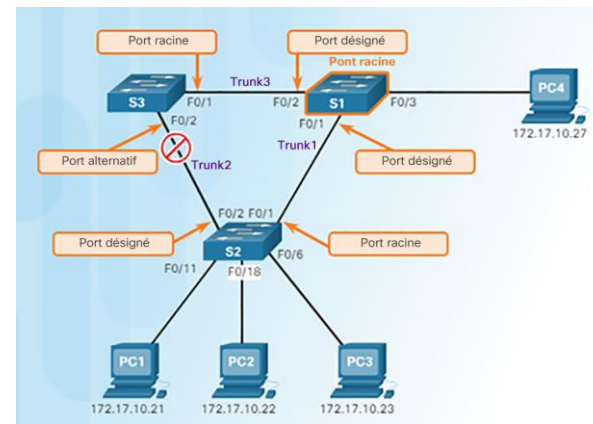 Port racine
Port désigné
Pont racine
Trunk3
S3
F0/1
F0/2
S1
F0/3
PC4
F0/2
F0/1
172.17.10.27
Port alternatif
Trunk2
Trunk1
Port désigné
F0/2 F0/1
Port désigné
Port racine
S2
F0/11
F0/18
F0/6
PC1
PC2
PC3
172.17.10.21
172.17.10.22
172.17.10.23